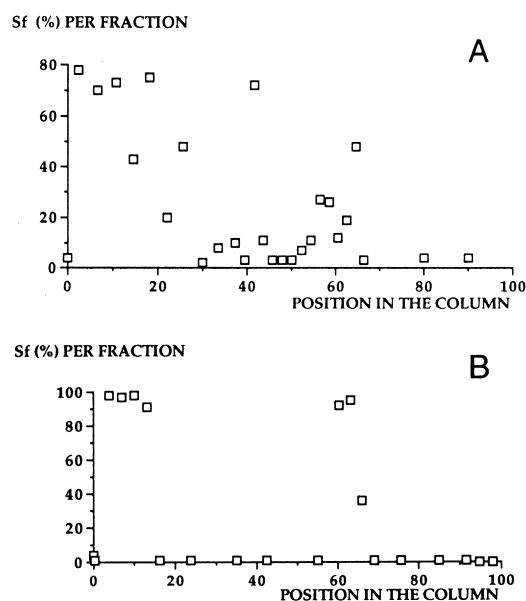 Sf (%) PER FRACTION
A
80
60
40
20
0
0 20 40 60 80 100
POSITION IN THE COLUMN
Sf (%) PER FRACTION
B
100
80
60
40
20
0
0 20 40 60 80 100
POSITION IN THE COLUMN